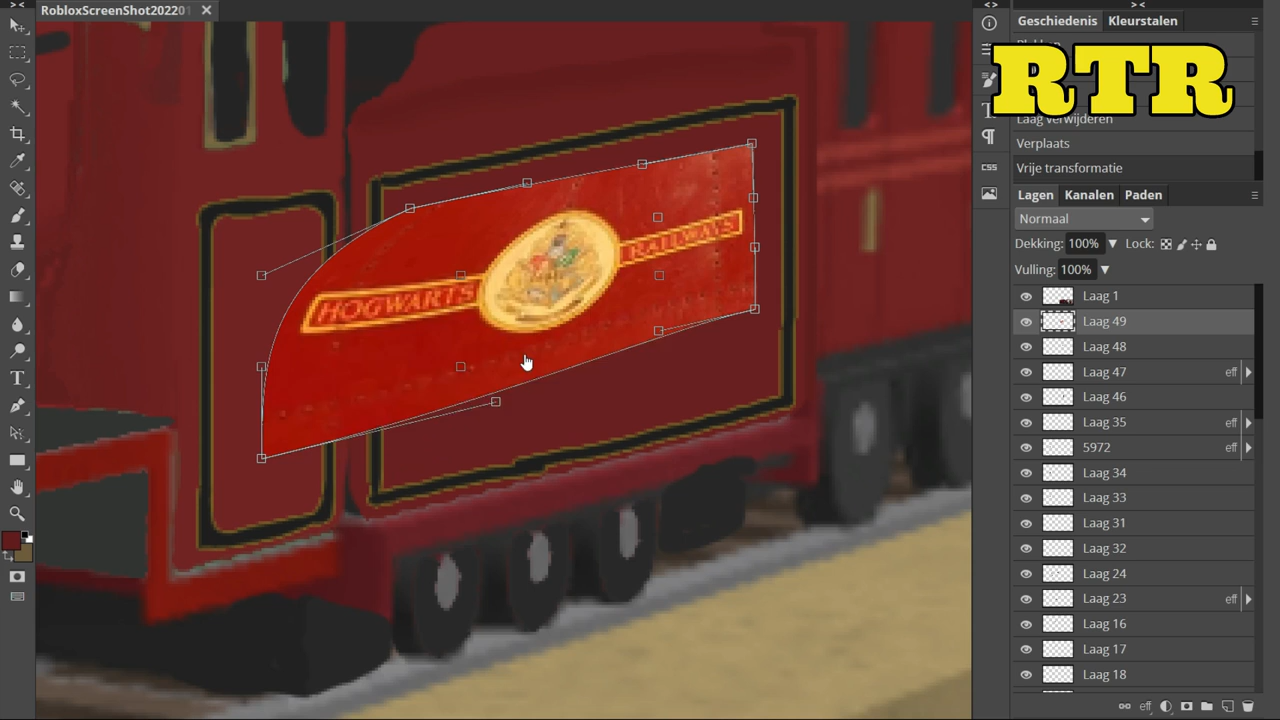 RobloxScreenShot20220
Geschiedenis Kleurstalen
RTR
Laag verwijderen
Verplaats
Vrije transformatie
Lagen Kanalen Paden
Normaal
Dekking: 100% Lock:
Vulling: 100%
Laag 1
Laag 49
Laag 48
Laag 47 eff
Laag 46
Laag 35 eff
5972 eff
Laag 34
Laag 33
Laag 31
Laag 32
Laag 24
Laag 23 eff
Laag 16
Laag 17
Laag 18
eff
CSS
HOGWARTS RAILWAYS